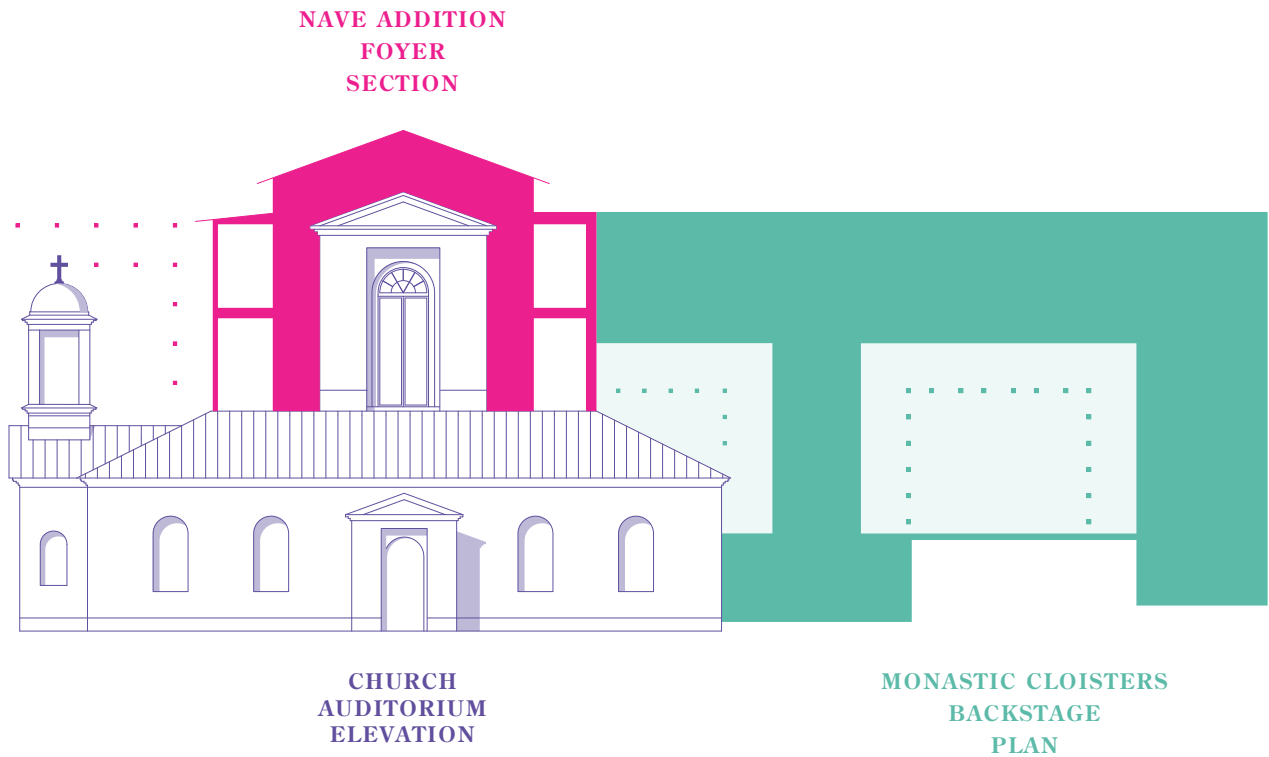 NAVE ADDITION
FOYER
SECTION
CHURCH
AUDITORIUM
ELEVATION
MONASTIC CLOISTERS
BACKSTAGE
PLAN